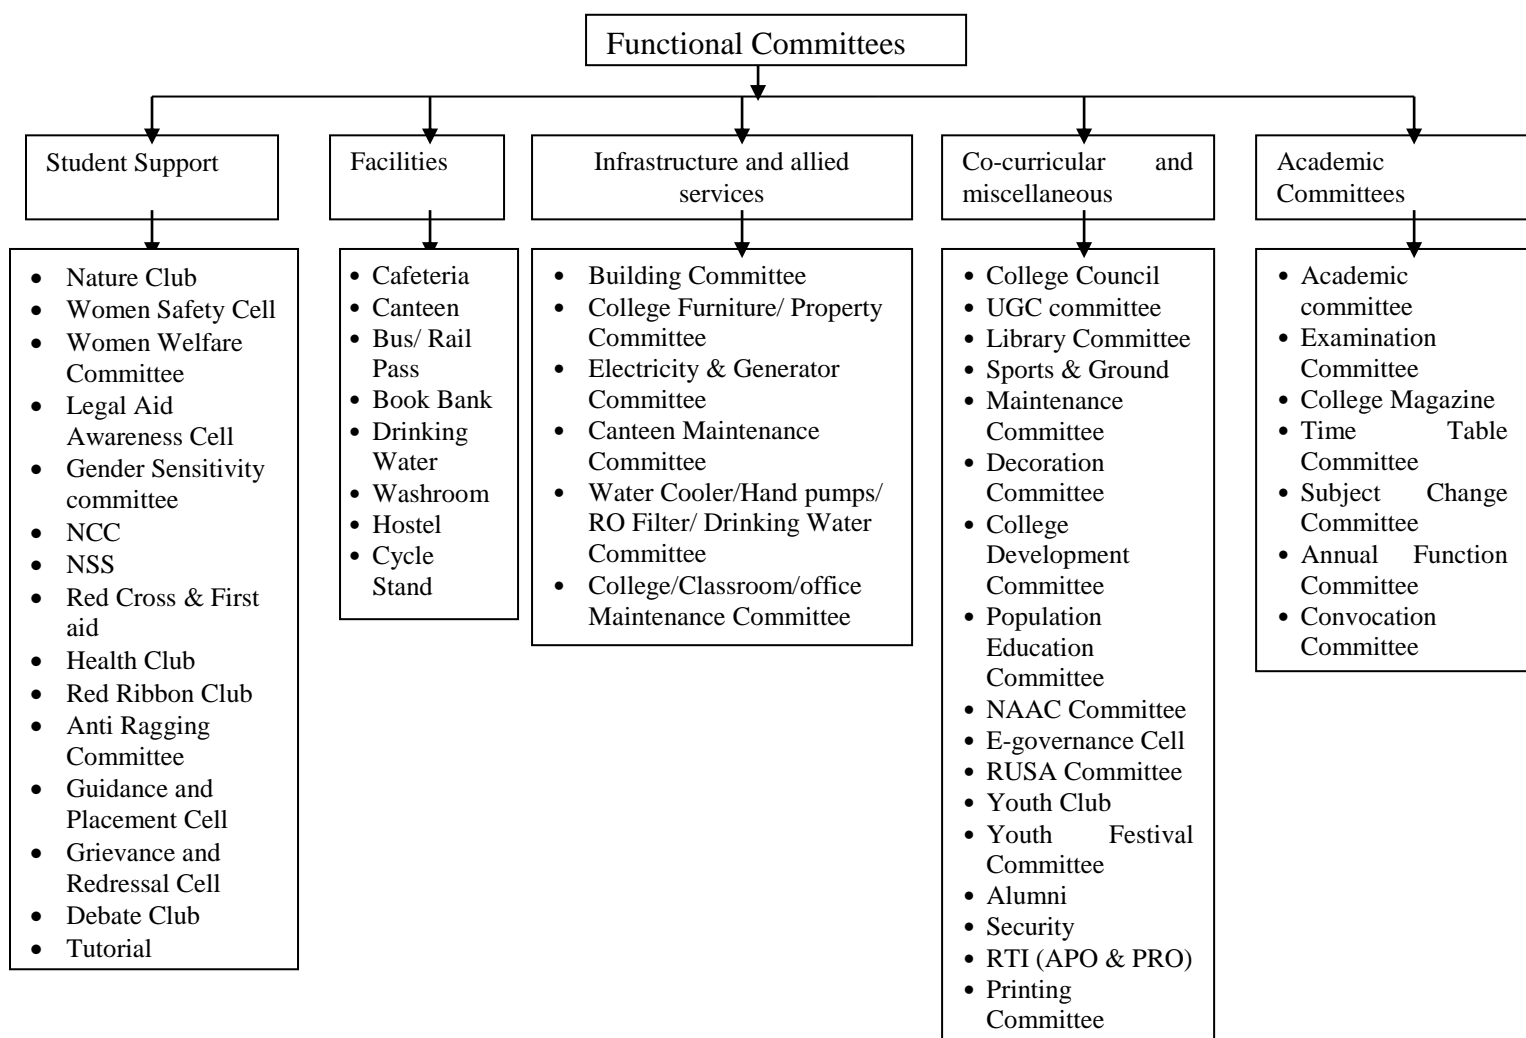 Functional Committees
Student Support
Facilities
Infrastructure and allied
services
Co-curricular and
miscellaneous
Academic
Committees
• Nature Club
• Women Safety Cell
• Women Welfare
Committee
• Legal Aid
Awareness Cell
• Gender Sensitivity
committee
• NCC
• NSS
• Red Cross & First
aid
• Health Club
• Red Ribbon Club
• Anti Ragging
Committee
• Guidance and
Placement Cell
• Grievance and
Redressal Cell
• Debate Club
• Tutorial
• Cafeteria
• Canteen
• Bus/ Rail
Pass
• Book Bank
• Drinking
Water
• Washroom
• Hostel
• Cycle
Stand
• Building Committee
• College Furniture/ Property
Committee
• Electricity & Generator
Committee
• Canteen Maintenance
Committee
• Water Cooler/Hand pumps/
RO Filter/ Drinking Water
Committee
• College/Classroom/office
Maintenance Committee
• College Council
• UGC committee
• Library Committee
• Sports & Ground
• Maintenance
Committee
• Decoration
Committee
• College
Development
Committee
• Population
Education
Committee
• NAAC Committee
• E-governance Cell
• RUSA Committee
• Youth Club
• Youth Festival
Committee
• Alumni
• Security
• RTI (APO & PRO)
• Printing
Committee
• Academic
committee
• Examination
Committee
• College Magazine
• Time Table
Committee
• Subject Change
Committee
• Annual Function
Committee
• Convocation
Committee